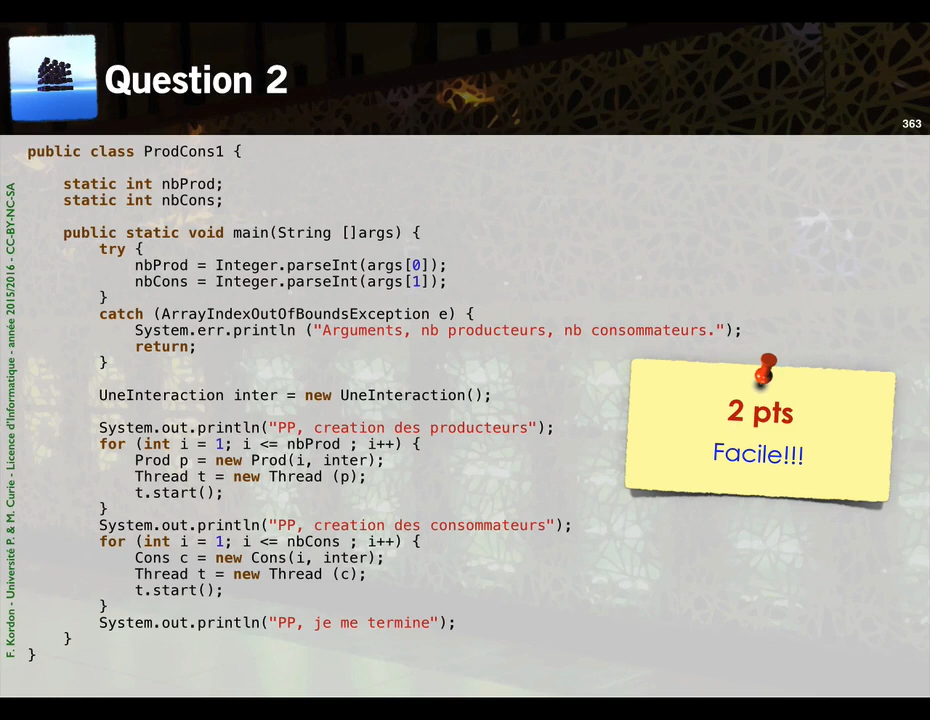 Question 2
363
public class ProdCons1 {
static int nbProd;
static int nbCons;
public static void main(String []args) {
try {
nbProd = Integer.parseInt(args[0]);
nbCons = Integer.parseInt(args[1]);
}
catch (ArrayIndexOutOfBoundsException e) {
System.err.println ("Arguments, nb producteurs, nb consommateurs.");
return;
}
UneInteraction inter = new UneInteraction();
System.out.println("PP, creation des producteurs");
for (int i = 1; i <= nbProd ; i++) {
Prod p = new Prod(i, inter);
Thread t = new Thread (p);
t.start();
}
System.out.println("PP, creation des consommateurs");
for (int i = 1; i <= nbCons ; i++) {
Cons c = new Cons(i, inter);
Thread t = new Thread (c);
t.start();
}
System.out.println("PP, je me termine");
}
}
2 pts
Facile!!!
F. Kordon - Université P. & M. Curie - Licence d'Informatique - année 2015/2016 - CC-BY-NC-SA